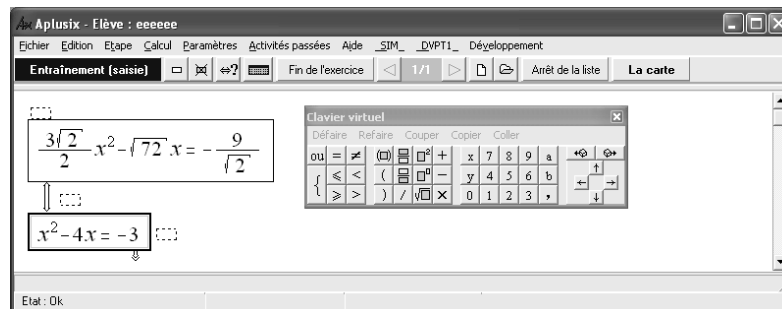 Aplusix - Elève : eeeeee
Fichier Edition Etape Calcul Paramètres Activités passées Aide _SIM_ _DVPT1_ Développement
Entraînement (saisie) ⇔? Fin de l'exercice 1/1 Arrêt de la liste La carte
3√2/2 x² − √72 x = − 9/√2
x² − 4x = −3
Clavier virtuel
Défaire Refaire Couper Copier Coller
ou = ≠ (□) □² + x 7 8 9 a
{ ⩽ < ( □⁰ − y 4 5 6 b
⩾ > ) / √□ × 0 1 2 3 ,
Etat : Ok